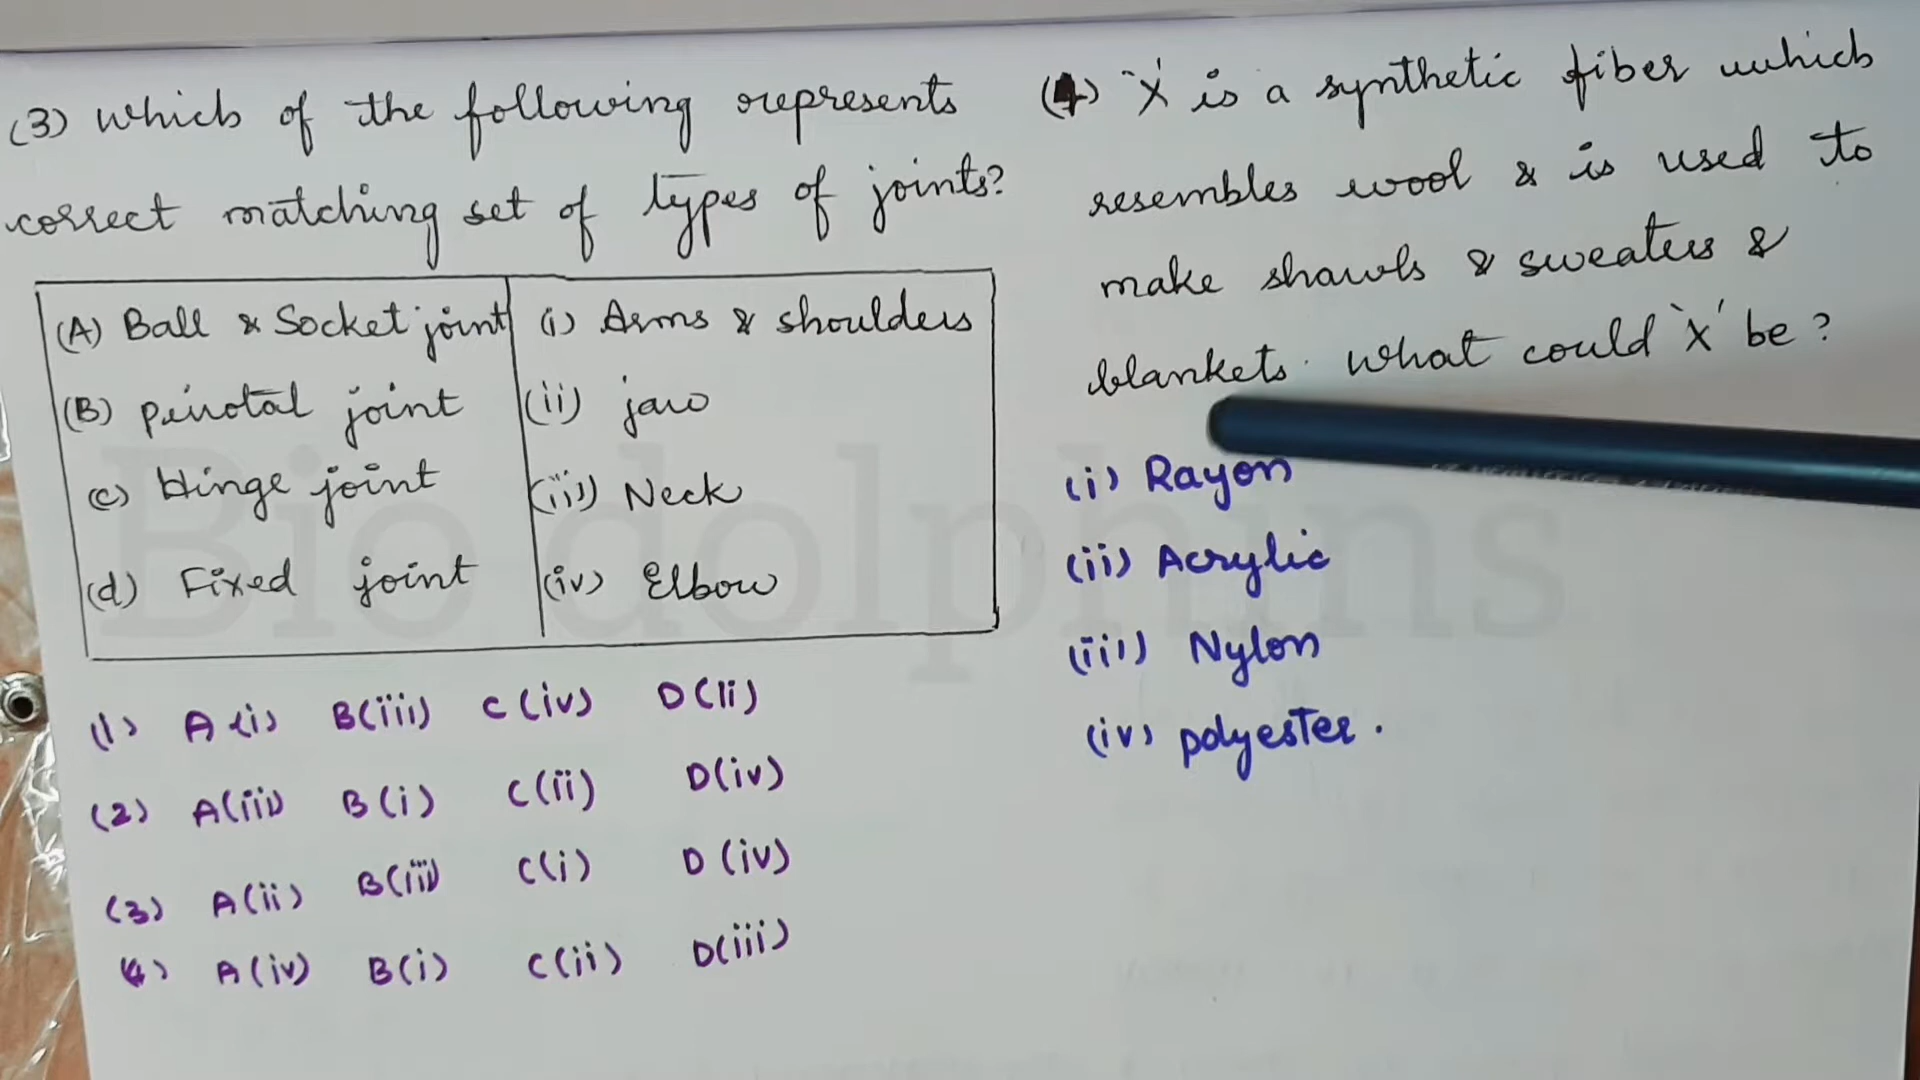 (3) which of the following represents
correct matching set of types of joints?
(A) Ball & Socket joint (i) Arms & shoulders
(B) pivotal joint (ii) jaw
(c) Hinge joint (iii) Neck
(d) Fixed joint (iv) Elbow
(1) A (i) B(iii) C (iv) D (ii)
(2) A(iii) B (i) C (ii) D(iv)
(3) A(ii) B(iii) C(i) D (iv)
(4) A(iv) B(i) C(ii) D(iii)
(4) 'X' is a synthetic fiber which
resembles wool & is used to
make shawls & sweaters &
blankets. What could 'X' be?
(i) Rayon
(ii) Acrylic
(iii) Nylon
(iv) polyester.
Bio dolphins